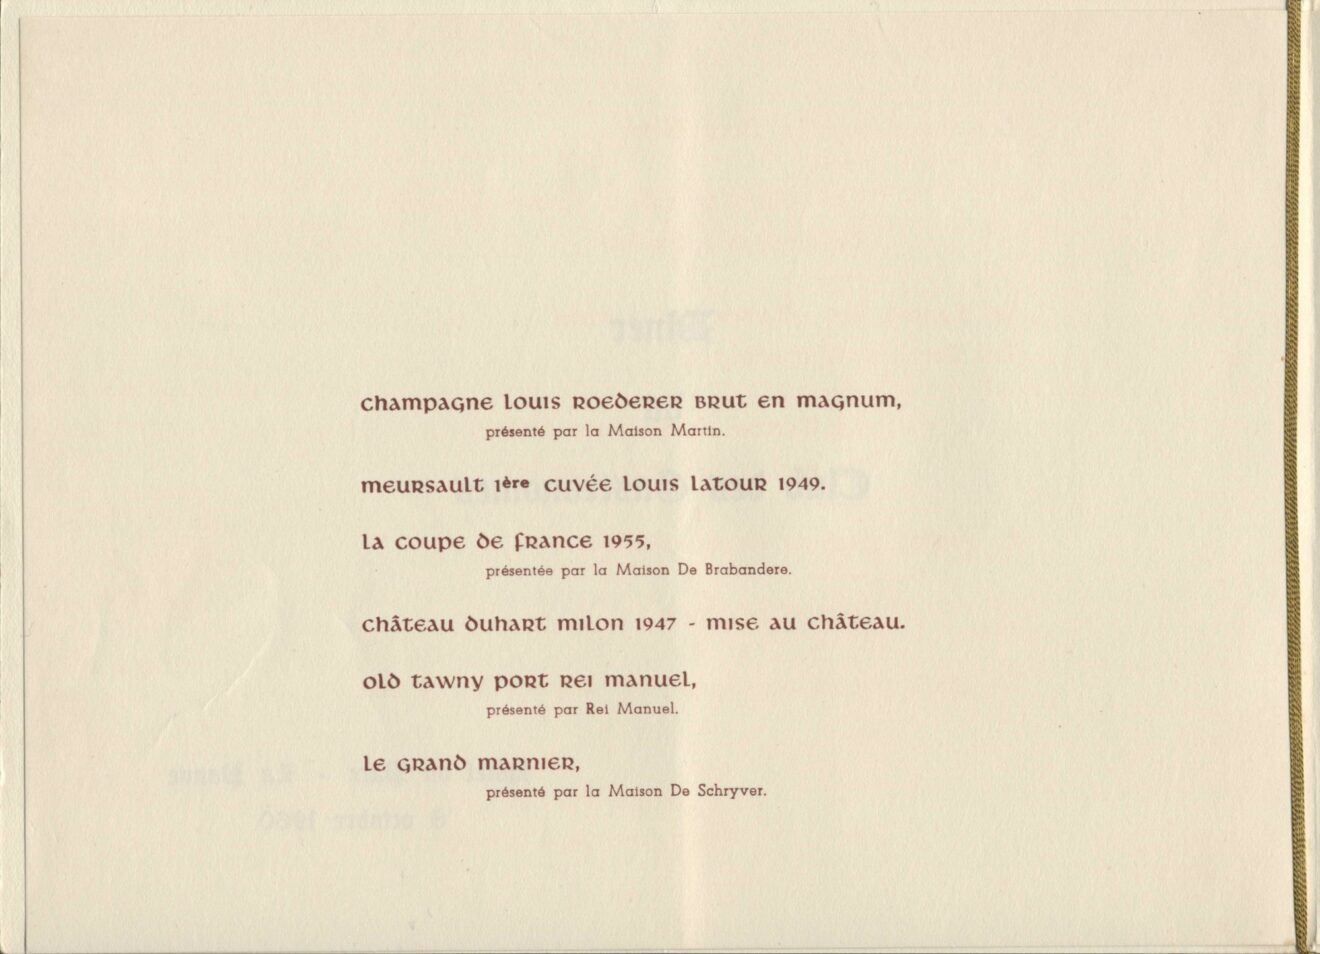 champagne louis roederer brut en magnum,
présenté par la Maison Martin.
meursault 1ère cuvée louis latour 1949.
la coupe de france 1955,
présentée par la Maison De Brabandere.
château duhart milon 1947 - mise au château.
old tawny port rei manuel,
présenté par Rei Manuel.
le grand marnier,
présenté par la Maison De Schryver.